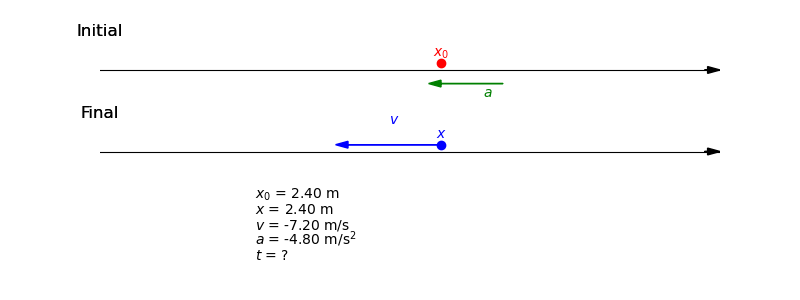 Initial
x₀
a
Final
v
x
x₀ = 2.40 m
x = 2.40 m
v = -7.20 m/s
a = -4.80 m/s²
t = ?